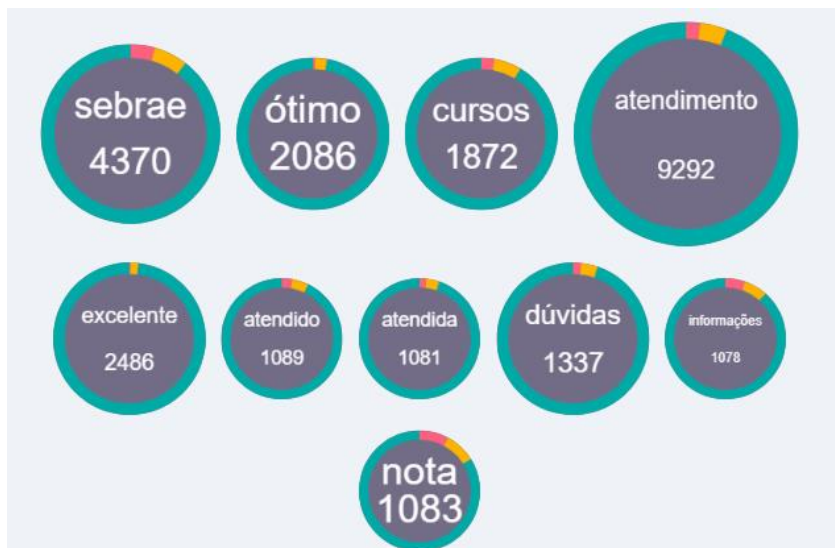 sebrae
4370
ótimo
2086
cursos
1872
atendimento
9292
excelente
2486
atendido
1089
atendida
1081
dúvidas
1337
informações
1078
nota
1083